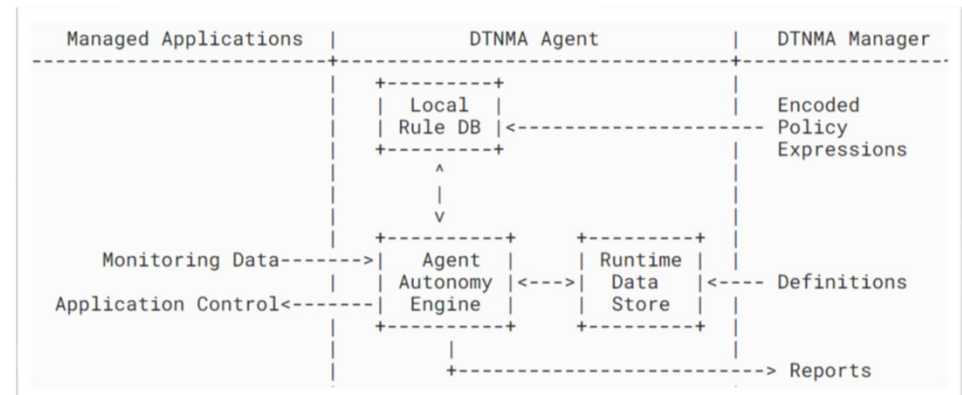 Managed Applications | DTNMA Agent | DTNMA Manager
Local
Encoded
Rule DB
Policy
Expressions
Monitoring Data
Agent
Runtime
Autonomy
Data
Definitions
Application Control
Engine
Store
Reports